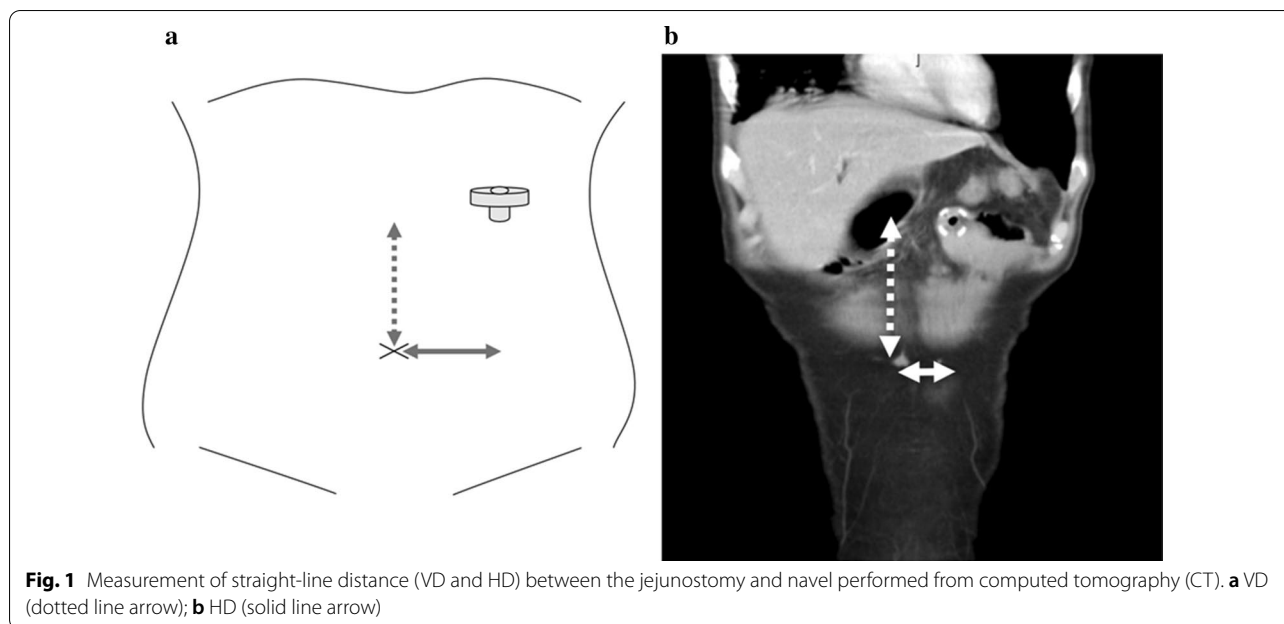 a
b
Fig. 1 Measurement of straight-line distance (VD and HD) between the jejunostomy and navel performed from computed tomography (CT). a VD
(dotted line arrow); b HD (solid line arrow)